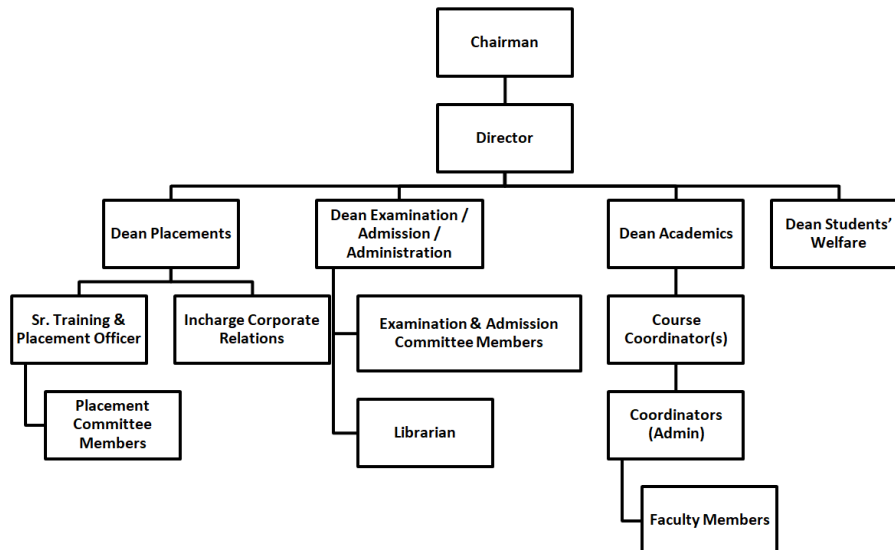 Chairman
Director
Dean Placements
Dean Examination /
Admission /
Administration
Dean Academics
Dean Students’
Welfare
Sr. Training &
Placement Officer
Incharge Corporate
Relations
Examination & Admission
Committee Members
Course
Coordinator(s)
Placement
Committee
Members
Librarian
Coordinators
(Admin)
Faculty Members